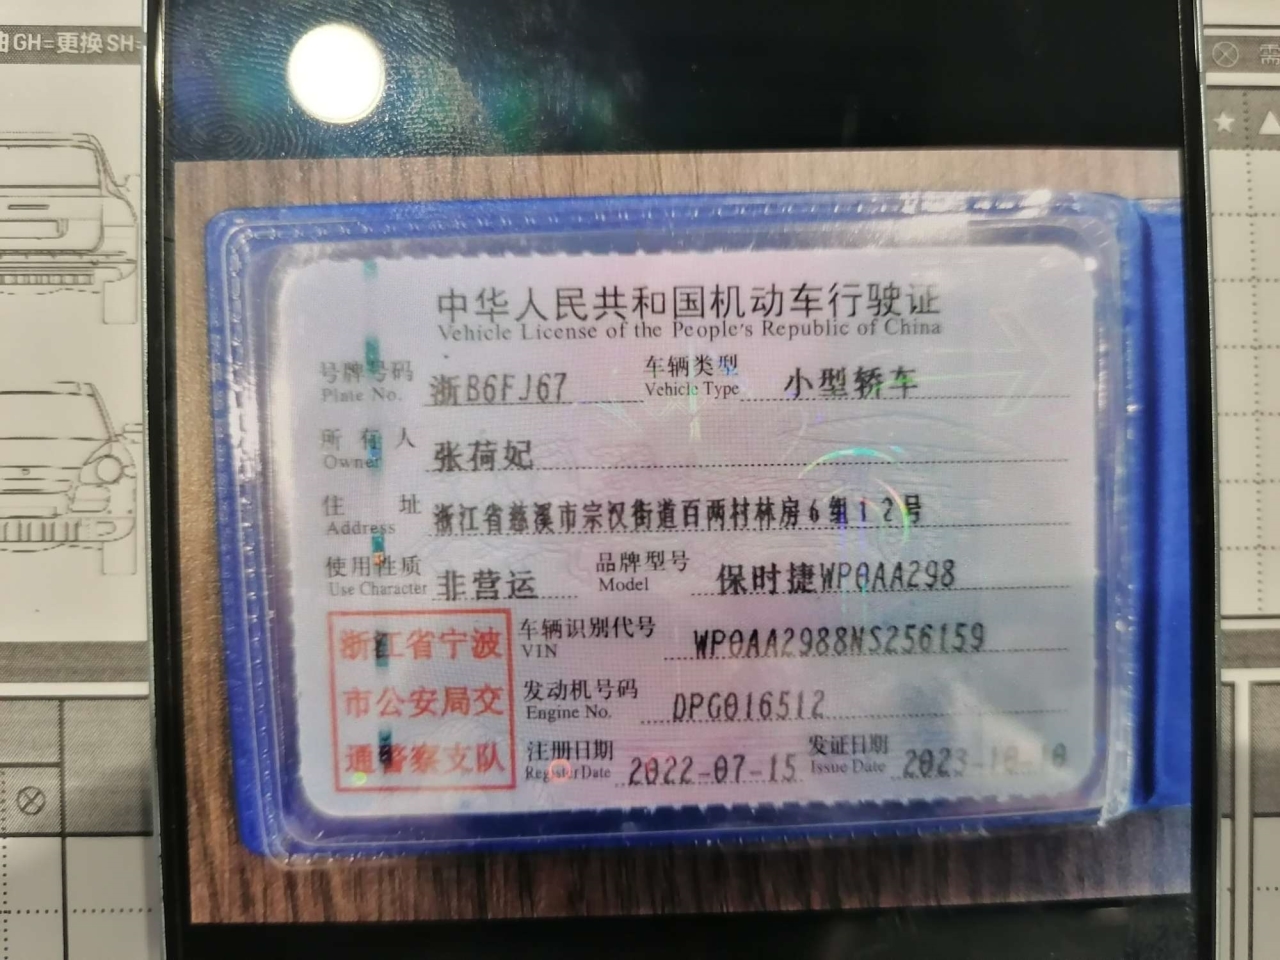 GH=更换 SH=
中华人民共和国机动车行驶证
Vehicle License of the People's Republic of China
号牌号码 浙B6FJ67 车辆类型 小型轿车
Plate No. Vehicle Type
所有人 张荷妃
Owner
住址 浙江省慈溪市宗汉街道百两村林房6组12号
Address
使用性质 非营运 品牌型号 保时捷WP0AA298
Use Character Model
浙江省宁波
市公安局交
通警察支队
车辆识别代号 WP0AA2988NS256159
VIN
发动机号码 DPG016512
Engine No.
注册日期 2022-07-15 发证日期 2023-10-10
Register Date Issue Date